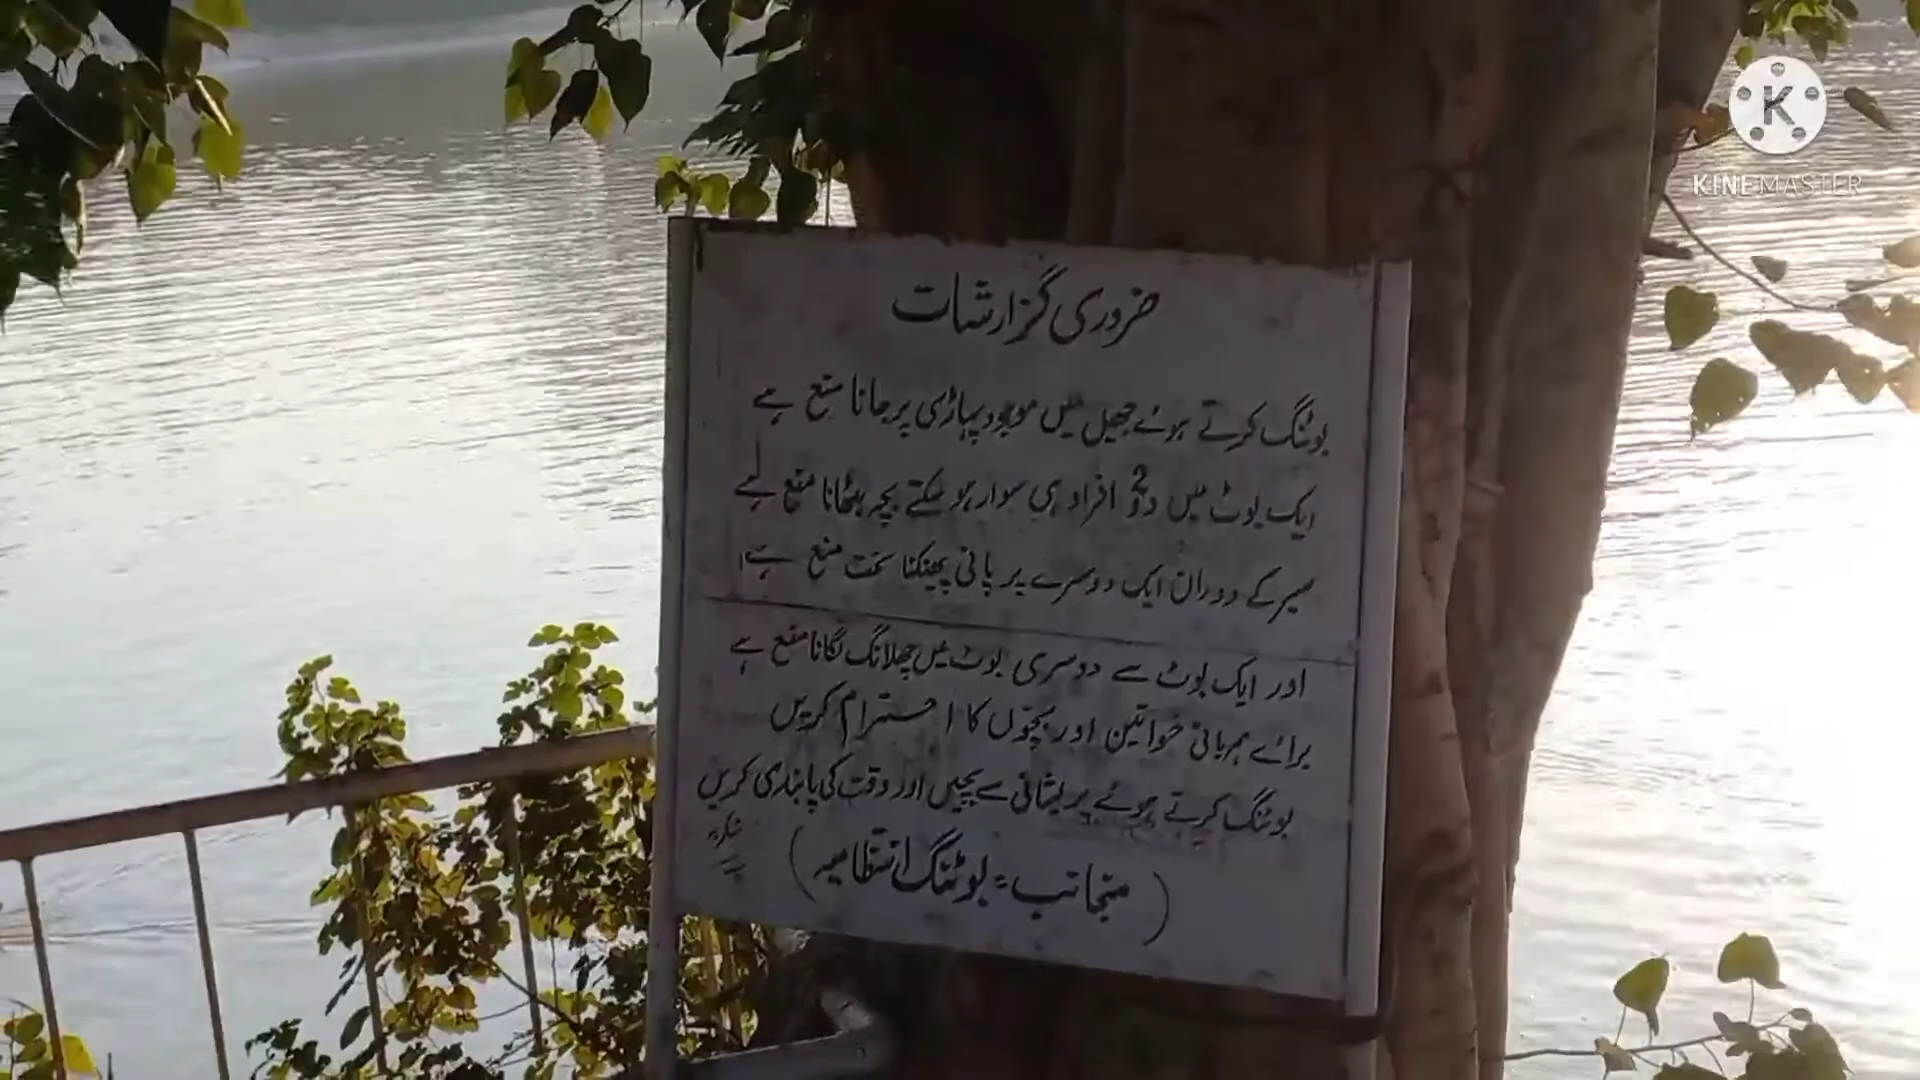 ضروری گزارشات
بوٹنگ کرتے ہوئے جھیل میں موجود پہاڑی پر جانا منع ہے
ایک بوٹ میں دو 2 افراد ہی سوار ہو سکتے بچہ بٹھانا منع ہے
سیر کے دوران ایک دوسرے پر پانی پھینکنا سخت منع ہے۔
اور ایک بوٹ سے دوسری بوٹ میں چھلانگ لگانا منع ہے
برائے مہربانی خواتین اور بچوں کا احترام کریں
بوٹنگ کرتے ہوئے پریشانی سے بچیں اور وقت کی پابندی کریں
شکریہ
(منجانب = بوٹنگ انتظامیہ)
K
KINEMASTER